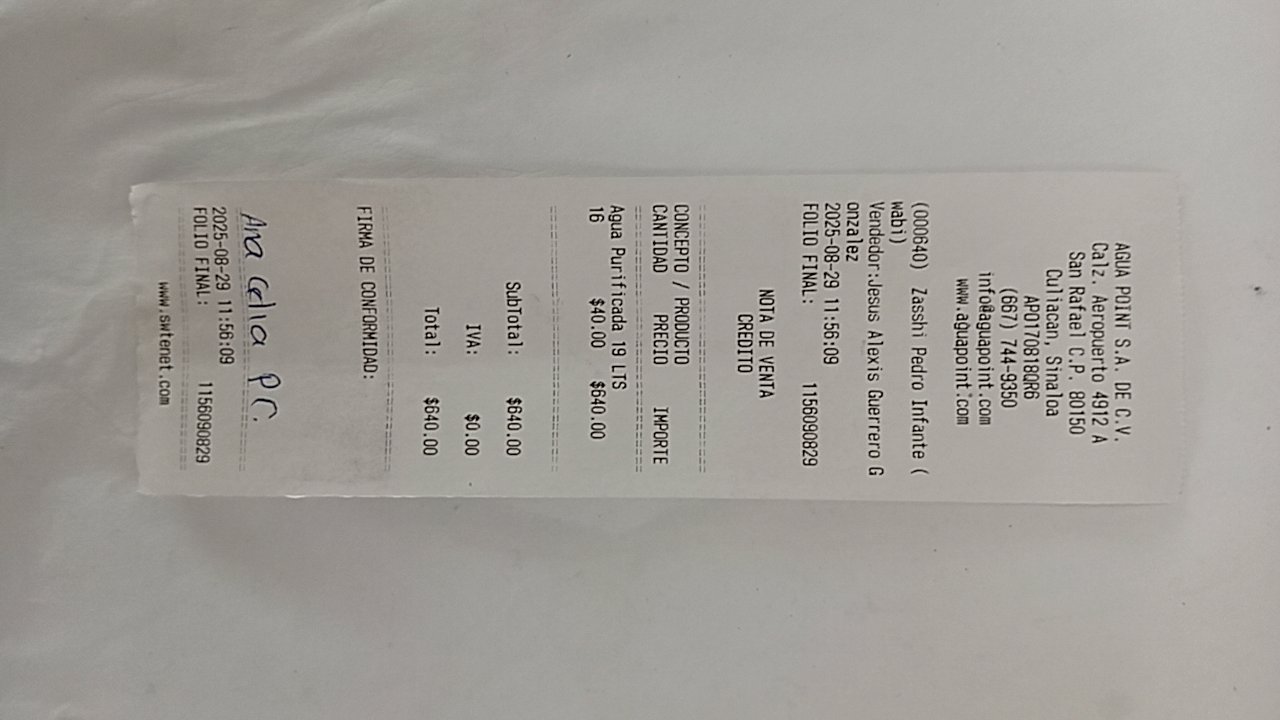 AGUA POINT S.A. DE C.V.
Calz. Aeropuerto 4912 A
San Rafael C.P. 80150
Culiacan, Sinaloa
APO170818QR6
(667) 744-9350
info@aguapoint.com
www.aguapoint.com
(000640) Zasshi Pedro Infante (
wabi)
Vendedor:Jesus Alexis Guerrero G
onzalez
2025-08-29 11:56:09
FOLIO FINAL: 1156090829
NOTA DE VENTA
CREDITO
CONCEPTO / PRODUCTO
CANTIDAD PRECIO IMPORTE
Agua Purificada 19 LTS
16 $40.00 $640.00
SubTotal: $640.00
IVA: $0.00
Total: $640.00
FIRMA DE CONFORMIDAD:
Ana Celia P.C.
2025-08-29 11:56:09
FOLIO FINAL: 1156090829
www.swtenet.com